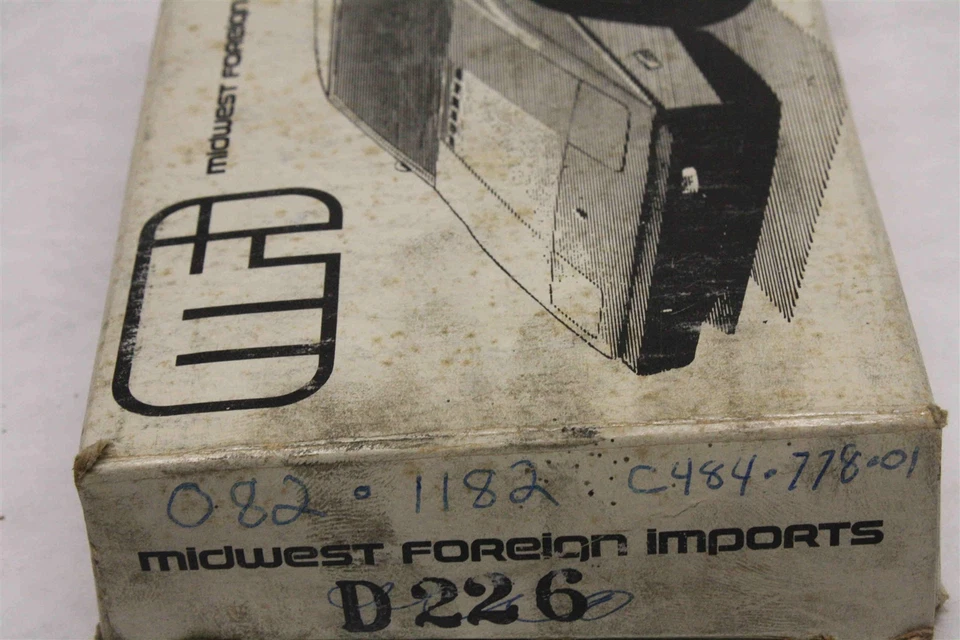 midwest FOREIGN
082 • 1182 C484•778•01
midwest FOREIGN IMPORTS
D226